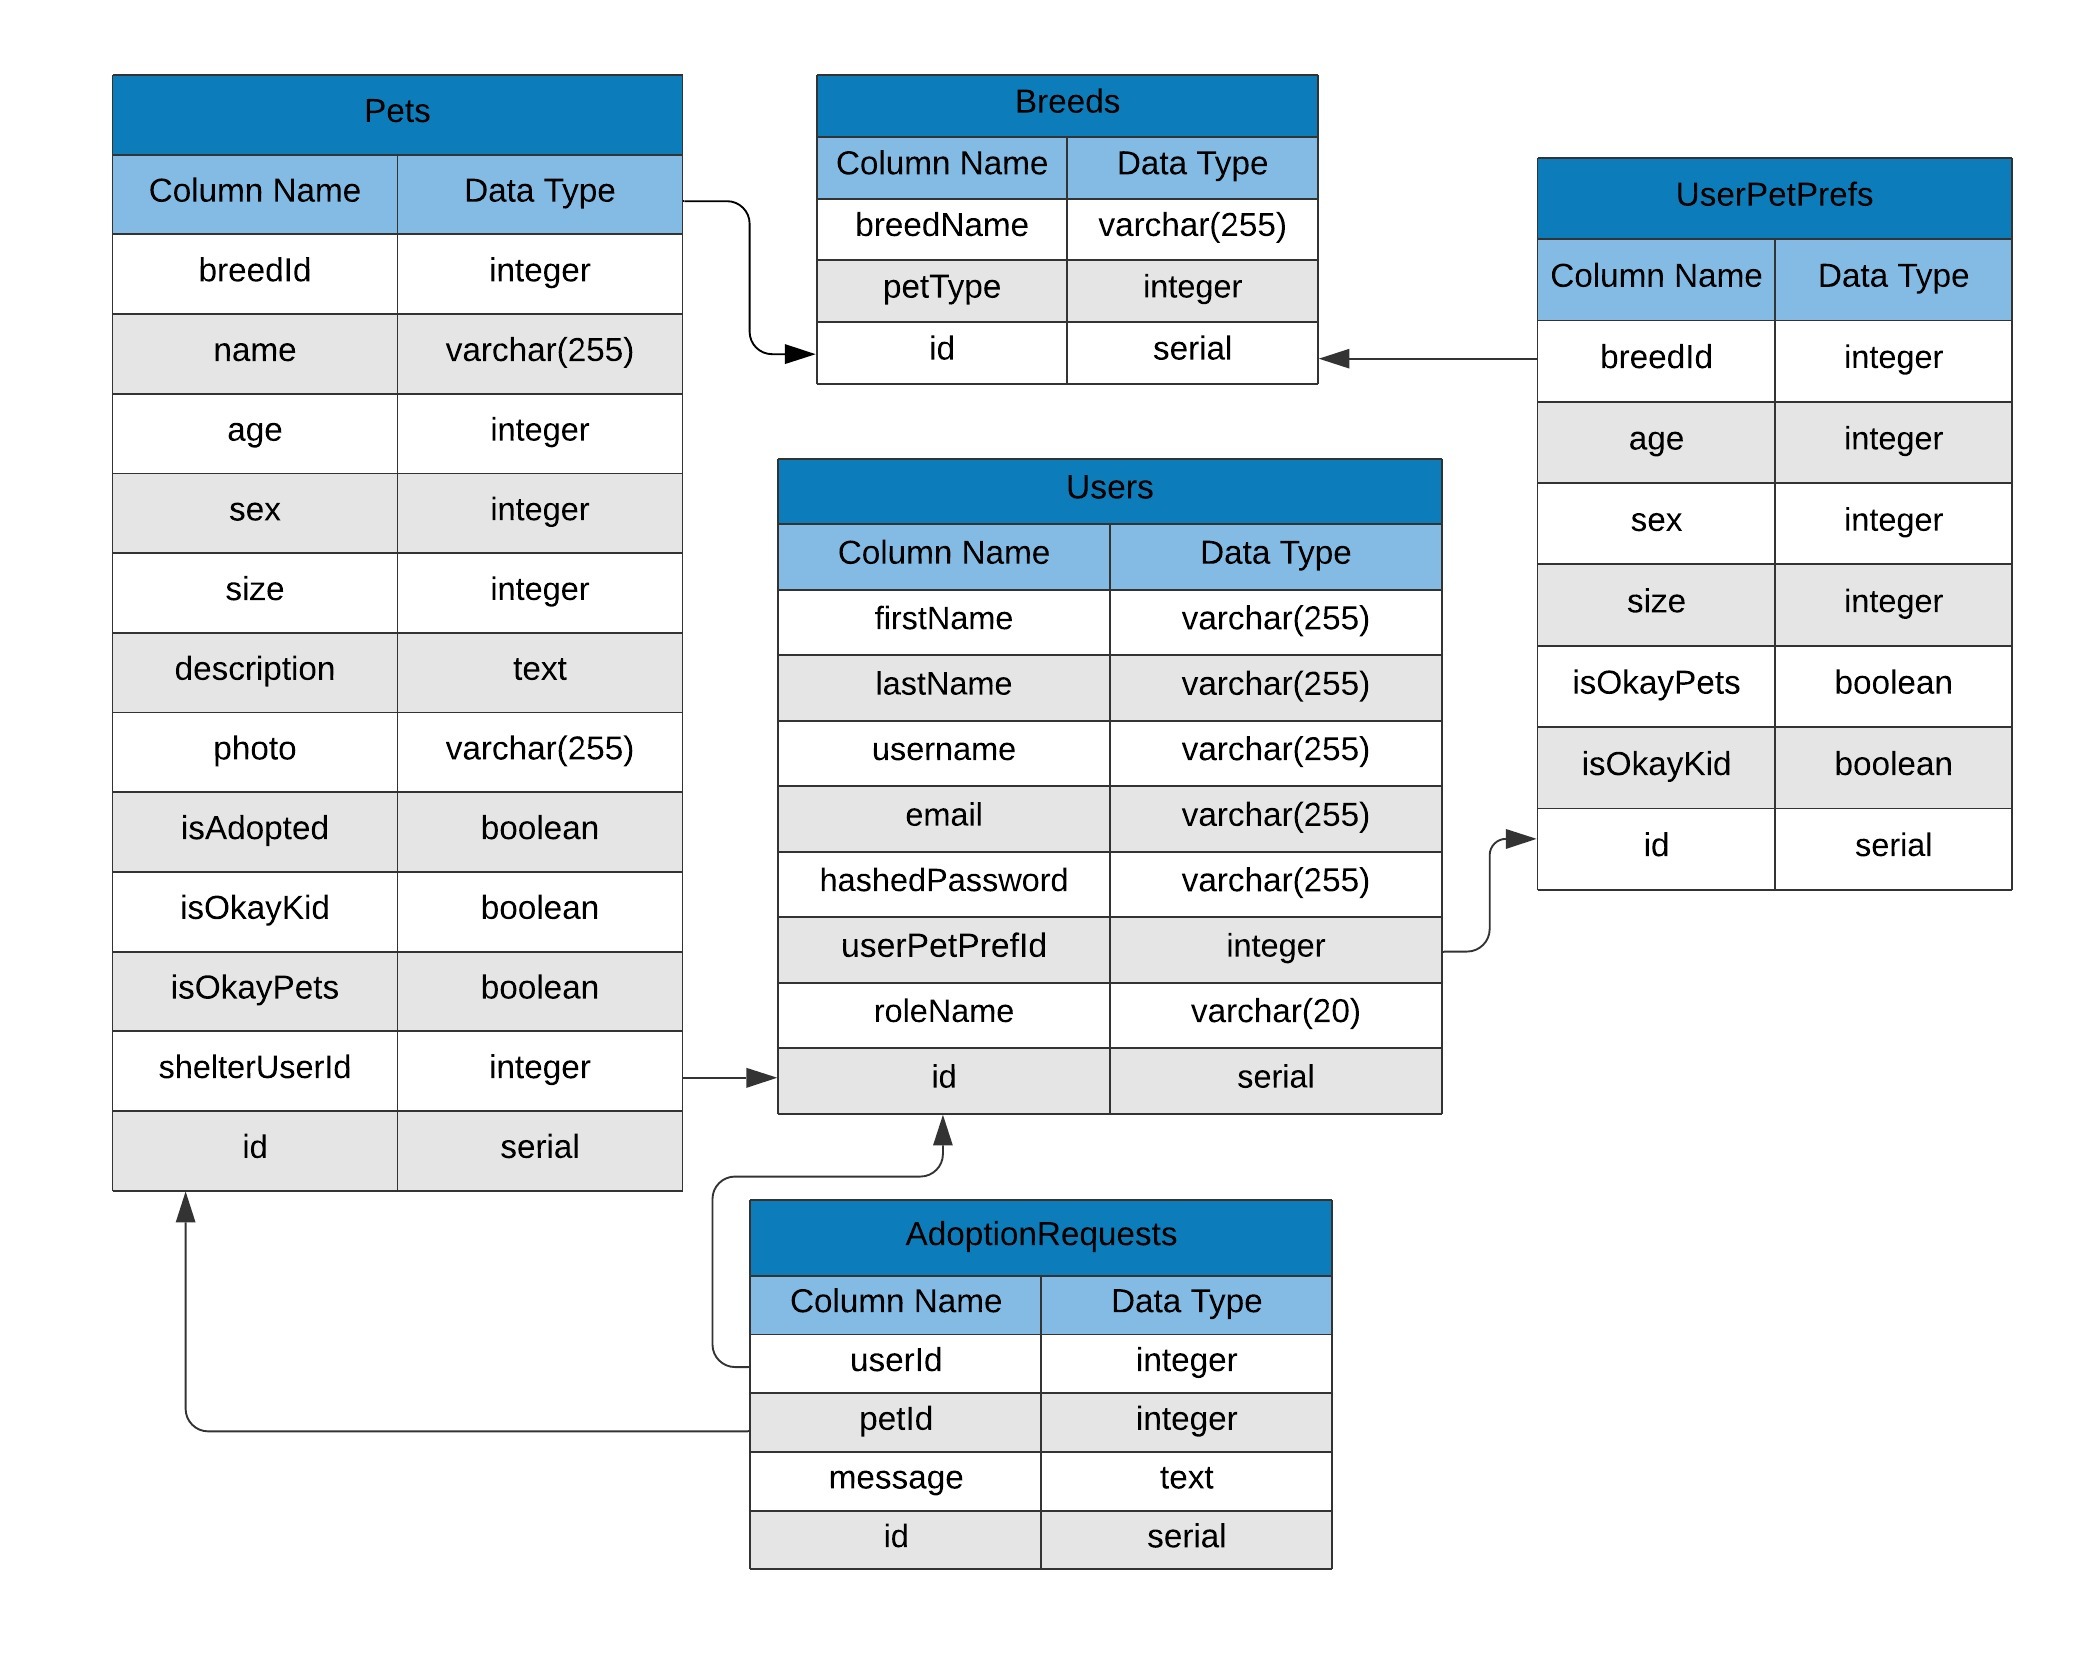 Pets
Column Name Data Type
breedId integer
name varchar(255)
age integer
sex integer
size integer
description text
photo varchar(255)
isAdopted boolean
isOkayKid boolean
isOkayPets boolean
shelterUserId integer
id serial
Breeds
Column Name Data Type
breedName varchar(255)
petType integer
id serial
Users
Column Name Data Type
firstName varchar(255)
lastName varchar(255)
username varchar(255)
email varchar(255)
hashedPassword varchar(255)
userPetPrefId integer
roleName varchar(20)
id serial
UserPetPrefs
Column Name Data Type
breedId integer
age integer
sex integer
size integer
isOkayPets boolean
isOkayKid boolean
id serial
AdoptionRequests
Column Name Data Type
userId integer
petId integer
message text
id serial